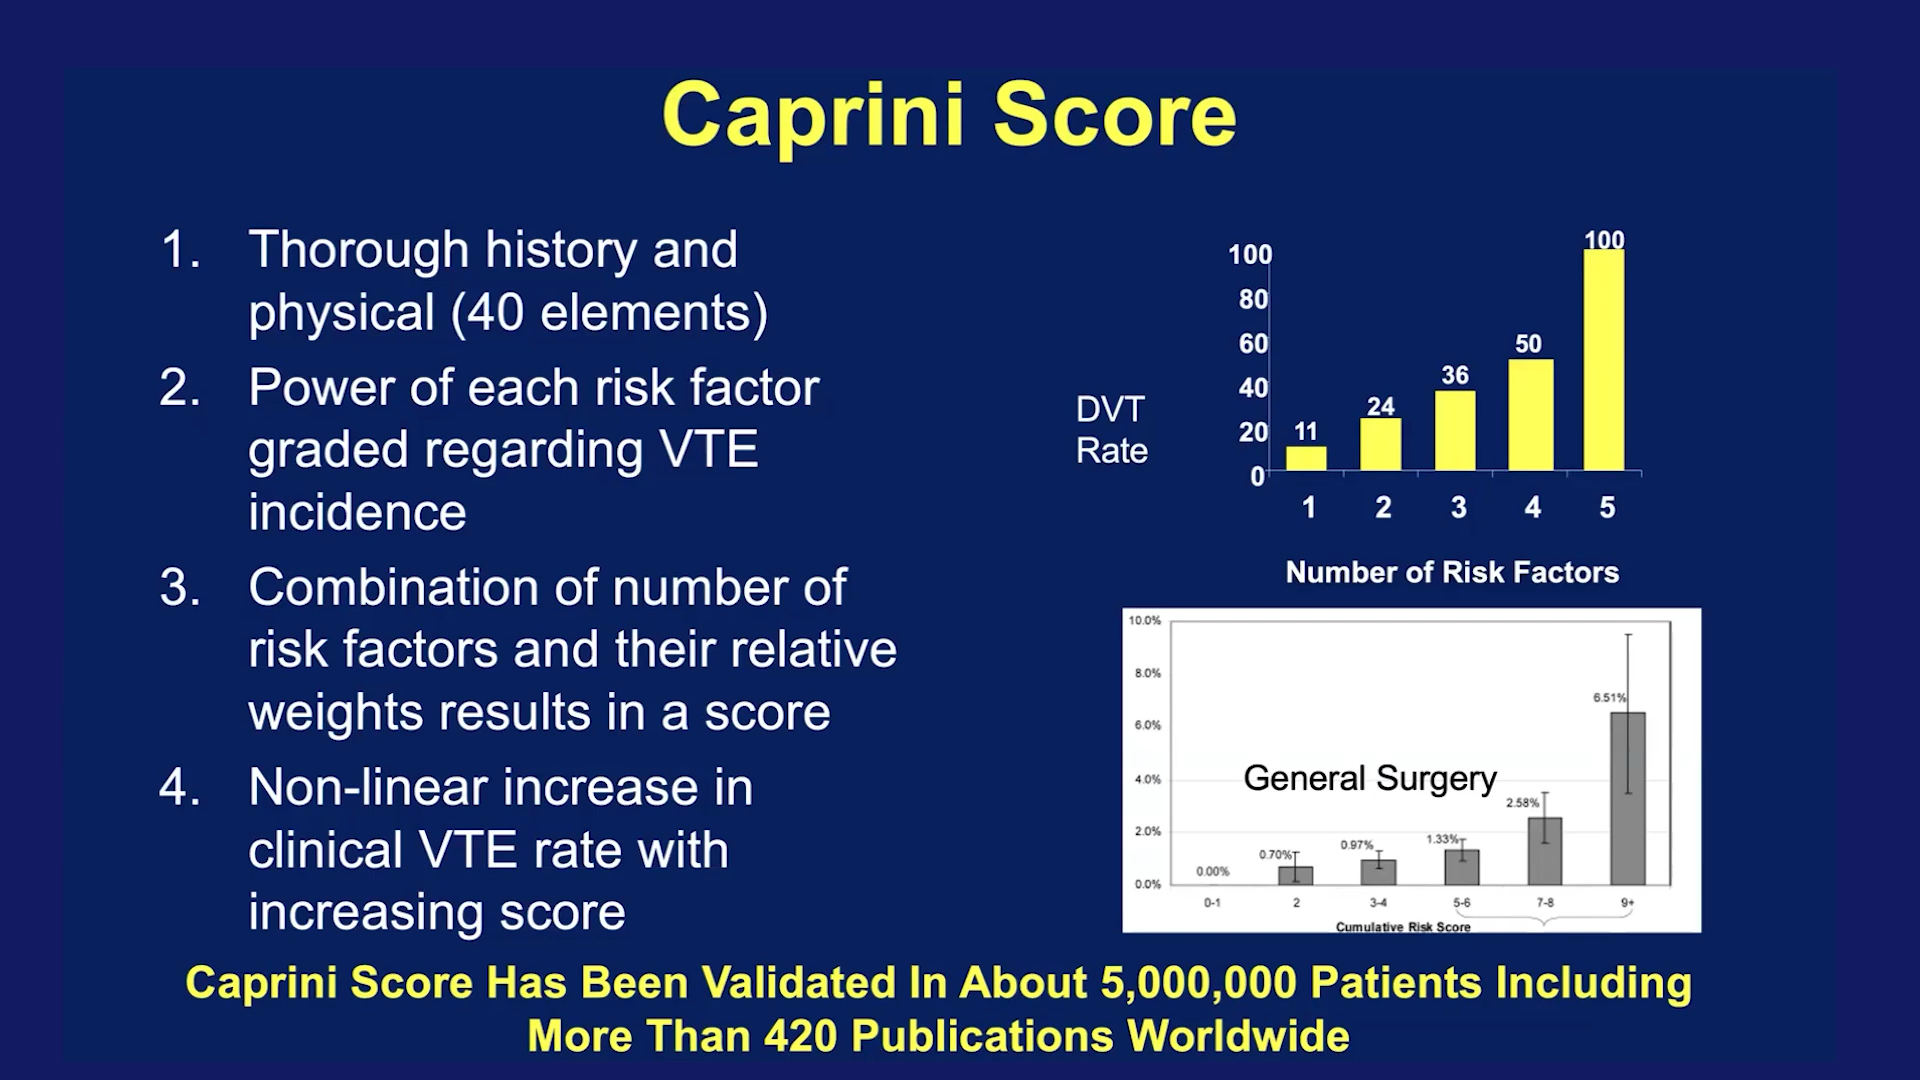 Caprini Score
1. Thorough history and
physical (40 elements)
2. Power of each risk factor
graded regarding VTE
incidence
3. Combination of number of
risk factors and their relative
weights results in a score
4. Non-linear increase in
clinical VTE rate with
increasing score
DVT
Rate
100
80
60
40
20
0
11
24
36
50
100
1 2 3 4 5
Number of Risk Factors
10.0%
8.0%
6.0%
4.0%
2.0%
0.0%
General Surgery
0.00%
0.70%
0.97%
1.33%
2.58%
6.51%
0-1 2 3-4 5-6 7-8 9+
Cumulative Risk Score
Caprini Score Has Been Validated In About 5,000,000 Patients Including
More Than 420 Publications Worldwide